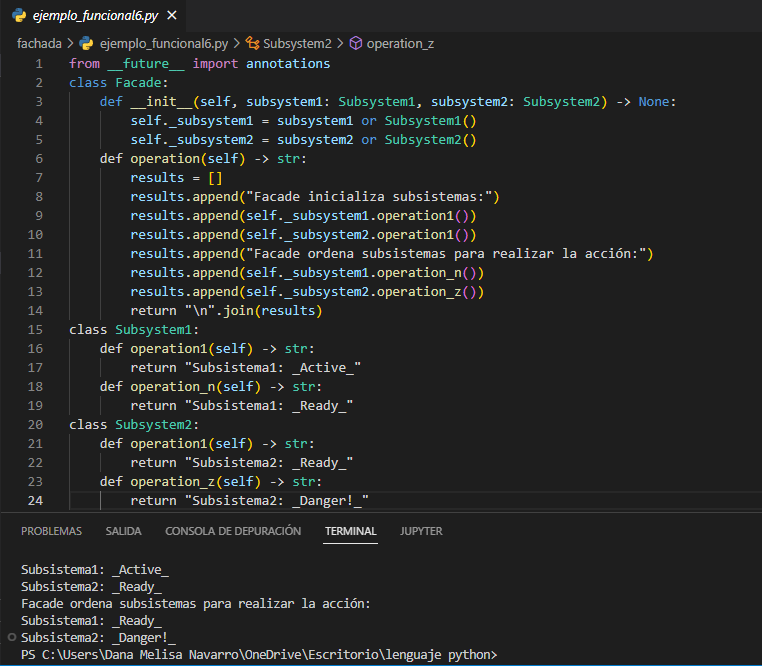 ejemplo_funcional6.py ✕
fachada > ejemplo_funcional6.py > Subsystem2 > operation_z
1 from __future__ import annotations
2 class Facade:
3     def __init__(self, subsystem1: Subsystem1, subsystem2: Subsystem2) -> None:
4         self._subsystem1 = subsystem1 or Subsystem1()
5         self._subsystem2 = subsystem2 or Subsystem2()
6     def operation(self) -> str:
7         results = []
8         results.append("Facade inicializa subsistemas:")
9         results.append(self._subsystem1.operation1())
10         results.append(self._subsystem2.operation1())
11         results.append("Facade ordena subsistemas para realizar la acción:")
12         results.append(self._subsystem1.operation_n())
13         results.append(self._subsystem2.operation_z())
14         return "\n".join(results)
15 class Subsystem1:
16     def operation1(self) -> str:
17         return "Subsistema1: _Active_"
18     def operation_n(self) -> str:
19         return "Subsistema1: _Ready_"
20 class Subsystem2:
21     def operation1(self) -> str:
22         return "Subsistema2: _Ready_"
23     def operation_z(self) -> str:
24         return "Subsistema2: _Danger!_"
PROBLEMAS SALIDA CONSOLA DE DEPURACIÓN TERMINAL JUPYTER
Subsistema1: _Active_
Subsistema2: _Ready_
Facade ordena subsistemas para realizar la acción:
Subsistema1: _Ready_
Subsistema2: _Danger!_
PS C:\Users\Dana Melisa Navarro\OneDrive\Escritorio\lenguaje python>